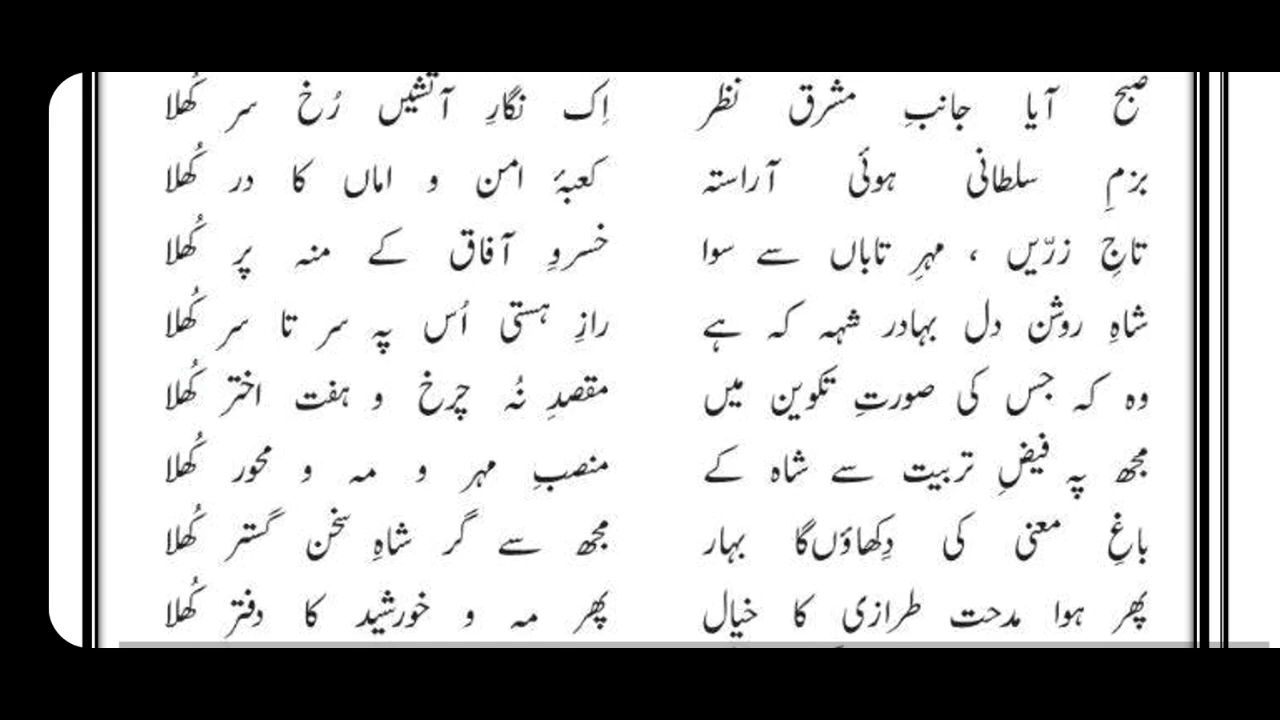 صبح آیا جانبِ مشرق نظر اِک نگارِ آتشیں رُخ سر کُھلا
بزمِ سلطانی ہوئی آراستہ کعبۂ امن و اماں کا در کُھلا
تاجِ زرّیں ، مہرِ تاباں سے سوا خسروِ آفاق کے منہ پر کُھلا
شاہِ روشن دل بہادر شہہ کہ ہے رازِ ہستی اُس پہ سر تا سر کُھلا
وہ کہ جس کی صورتِ تکوین میں مقصدِ نُہ چرخ و ہفت اختر کُھلا
مجھ پہ فیضِ تربیت سے شاہ کے منصبِ مہر و مہ و محور کُھلا
باغِ معنی کی دِکھاؤں‌گا بہار مجھ سے گر شاہِ سخن گستر کُھلا
پھر ہوا مدحت طرازی کا خیال پھر مہ و خورشید کا دفتر کُھلا